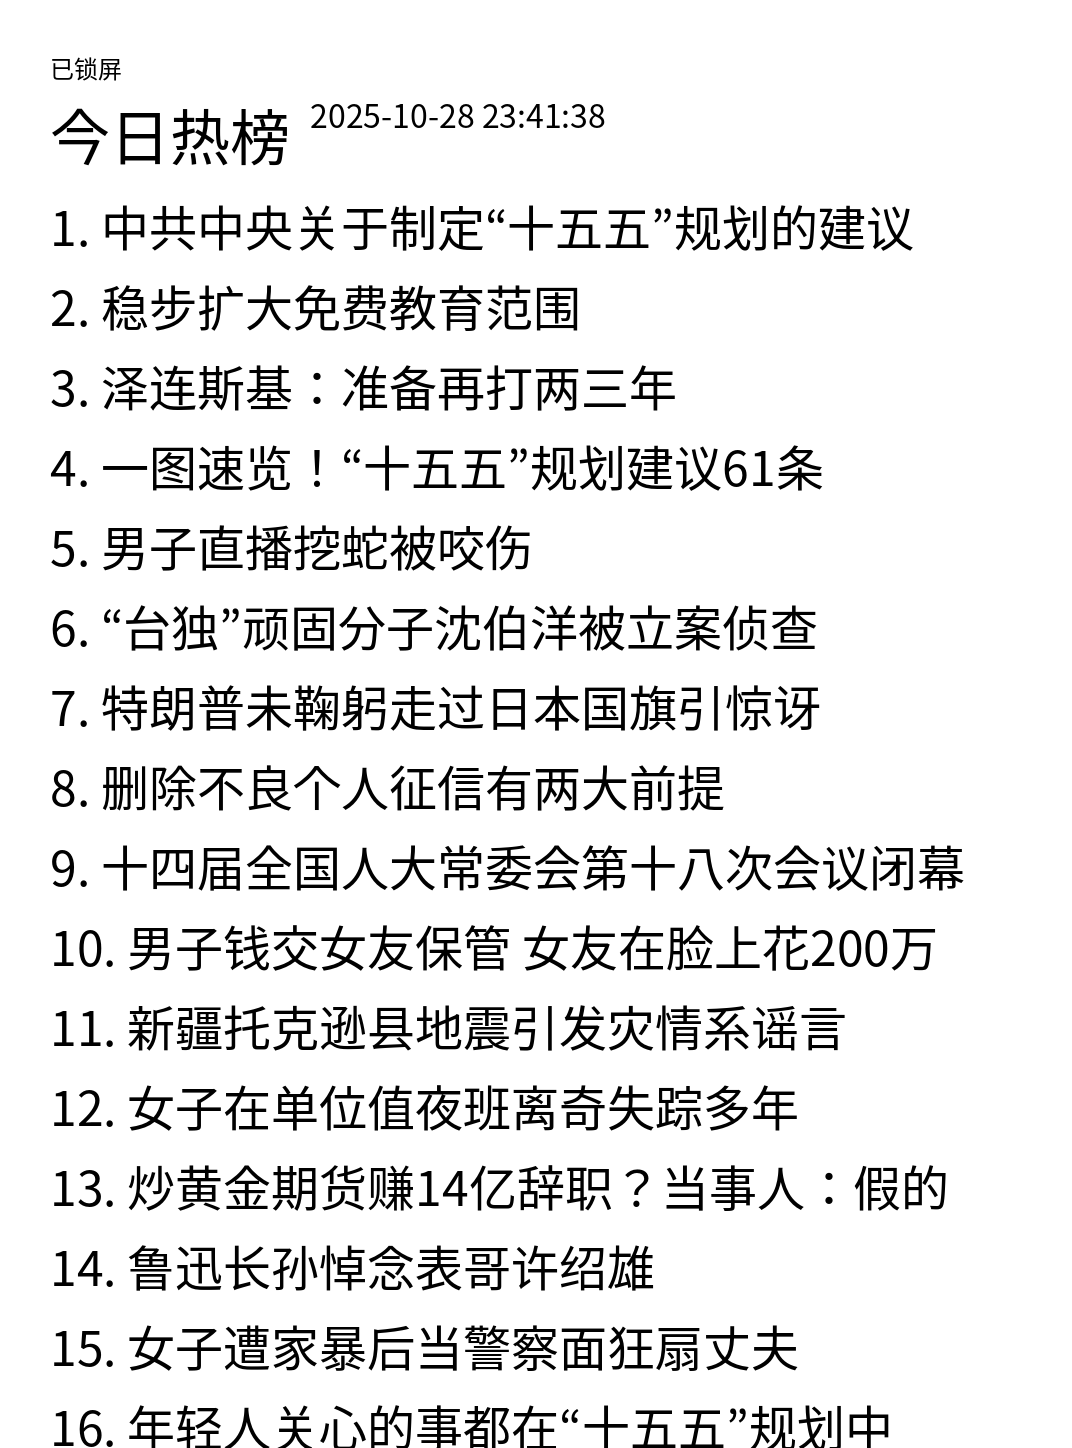 已锁屏
今日热榜 2025-10-28 23:41:38
1. 中共中央关于制定“十五五”规划的建议
2. 稳步扩大免费教育范围
3. 泽连斯基：准备再打两三年
4. 一图速览！“十五五”规划建议61条
5. 男子直播挖蛇被咬伤
6. “台独”顽固分子沈伯洋被立案侦查
7. 特朗普未鞠躬走过日本国旗引惊讶
8. 删除不良个人征信有两大前提
9. 十四届全国人大常委会第十八次会议闭幕
10. 男子钱交女友保管 女友在脸上花200万
11. 新疆托克逊县地震引发灾情系谣言
12. 女子在单位值夜班离奇失踪多年
13. 炒黄金期货赚14亿辞职？当事人：假的
14. 鲁迅长孙悼念表哥许绍雄
15. 女子遭家暴后当警察面狂扇丈夫
16. 年轻人关心的事都在“十五五”规划中